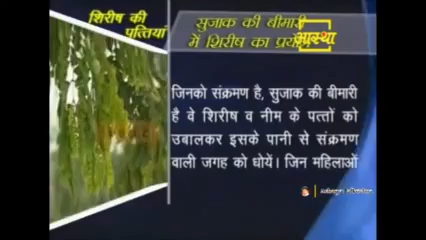 शिरीष की
पत्तियां
सुजाक की बीमारी
में शिरीष का प्रयोग
आस्था
जिनको संक्रमण है, सुजाक की बीमारी
है वे शिरीष व नीम के पत्तों को
उबालकर इसके पानी से संक्रमण
वाली जगह को धोयें। जिन महिलाओं